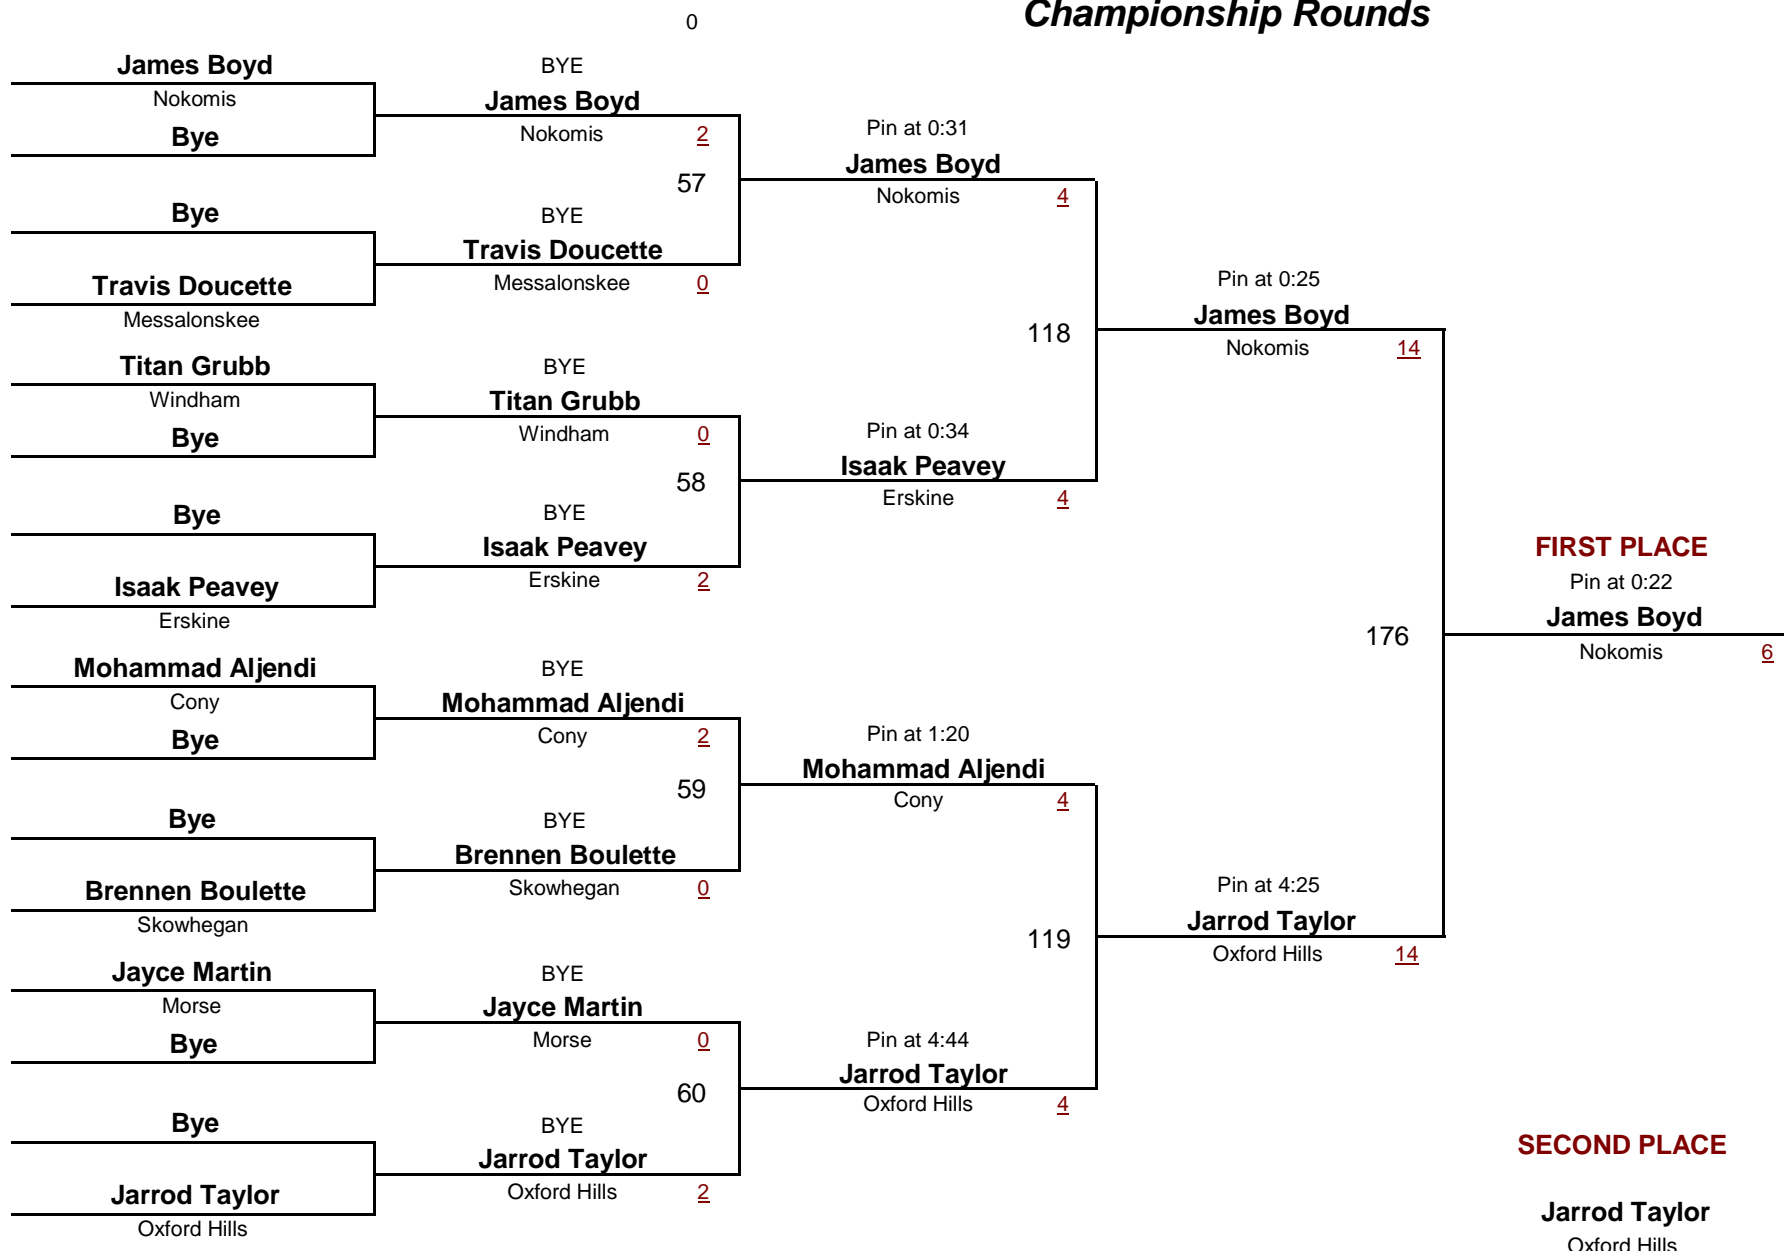 Championship Rounds
0
James Boyd
Nokomis
Bye
Bye
Travis Doucette
Messalonskee
Titan Grubb
Windham
Bye
Bye
Isaak Peavey
Erskine
Mohammad Aljendi
Cony
Bye
Bye
Brennen Boulette
Skowhegan
Jayce Martin
Morse
Bye
Bye
Jarrod Taylor
Oxford Hills
BYE
James Boyd
Nokomis 2
57
BYE
Travis Doucette
Messalonskee 0
BYE
Titan Grubb
Windham 0
58
BYE
Isaak Peavey
Erskine 2
BYE
Mohammad Aljendi
Cony 2
59
BYE
Brennen Boulette
Skowhegan 0
BYE
Jayce Martin
Morse 0
60
BYE
Jarrod Taylor
Oxford Hills 2
Pin at 0:31
James Boyd
Nokomis 4
118
Pin at 0:34
Isaak Peavey
Erskine 4
Pin at 1:20
Mohammad Aljendi
Cony 4
119
Pin at 4:44
Jarrod Taylor
Oxford Hills 4
Pin at 0:25
James Boyd
Nokomis 14
176
Pin at 4:25
Jarrod Taylor
Oxford Hills 14
FIRST PLACE
Pin at 0:22
James Boyd
Nokomis 6
SECOND PLACE
Jarrod Taylor
Oxford Hills